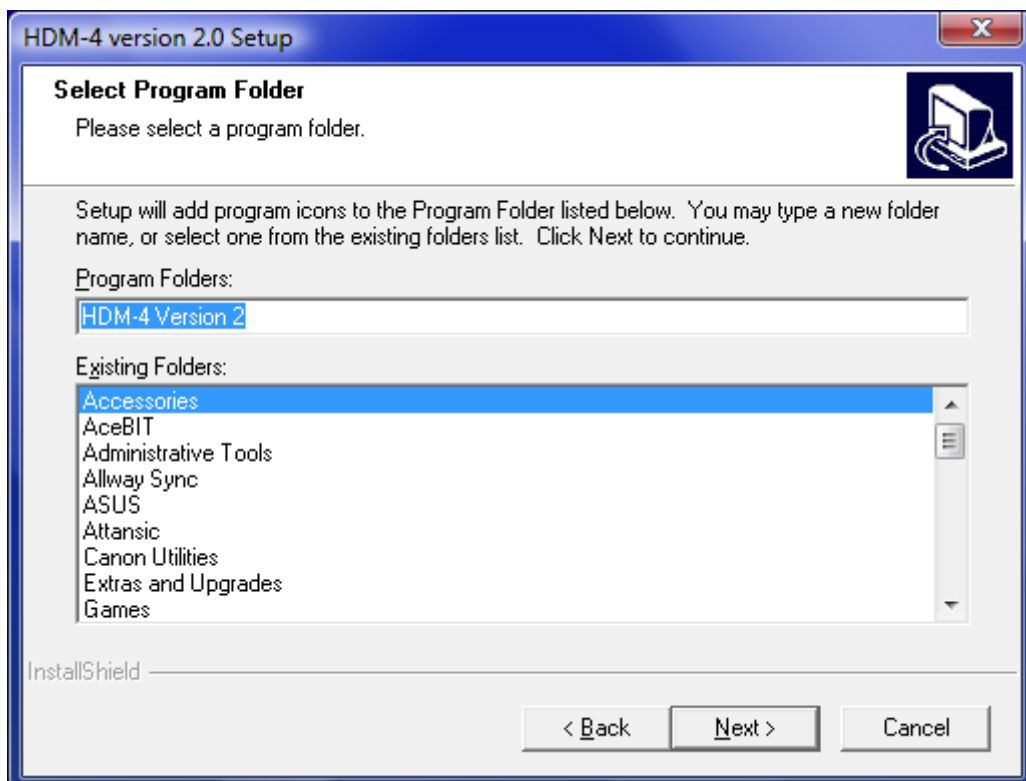 HDM-4 version 2.0 Setup
Select Program Folder
Please select a program folder.
Setup will add program icons to the Program Folder listed below.  You may type a new folder
name, or select one from the existing folders list.  Click Next to continue.
Program Folders:
HDM-4 Version 2
Existing Folders:
Accessories
AceBIT
Administrative Tools
Allway Sync
ASUS
Attansic
Canon Utilities
Extras and Upgrades
Games
InstallShield
< Back
Next >
Cancel